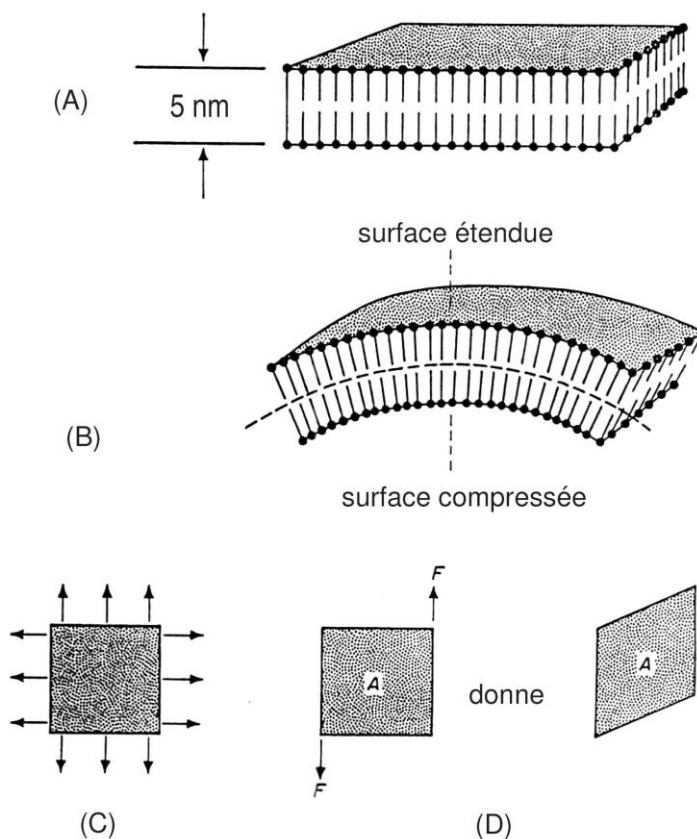 (A)
5 nm
surface étendue
(B)
surface compressée
F
A
donne
A
F
(C)
(D)